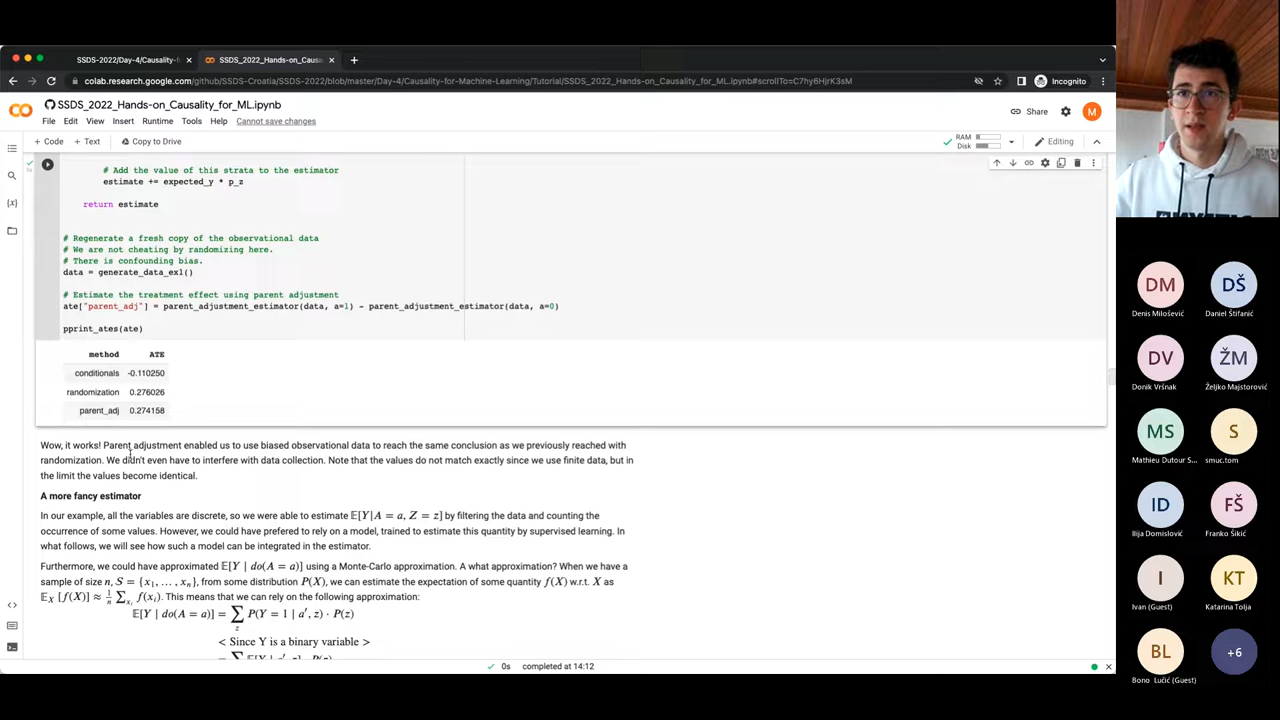 SSDS-2022/Day-4/Causality-f
SSDS_2022_Hands-on_Causa
colab.research.google.com/github/SSDS-Croatia/SSDS-2022/blob/master/Day-4/Causality-for-Machine-Learning/Tutorial/SSDS_2022_Hands-on_Causality_for_ML.ipynb#scrollTo=C7hy6HjrK3sM
Incognito
SSDS_2022_Hands-on_Causality_for_ML.ipynb
File Edit View Insert Runtime Tools Help Cannot save changes
Share
M
+ Code + Text Copy to Drive
RAM
Disk
Editing
# Add the value of this strata to the estimator
estimate += expected_y * p_z
return estimate
# Regenerate a fresh copy of the observational data
# We are not cheating by randomizing here.
# There is confounding bias.
data = generate_data_ex1()
# Estimate the treatment effect using parent adjustment
ate["parent_adj"] = parent_adjustment_estimator(data, a=1) - parent_adjustment_estimator(data, a=0)
pprint_ates(ate)
method ATE
conditionals -0.110250
randomization 0.276026
parent_adj 0.274158
Wow, it works! Parent adjustment enabled us to use biased observational data to reach the same conclusion as we previously reached with
randomization. We didn't even have to interfere with data collection. Note that the values do not match exactly since we use finite data, but in
the limit the values become identical.
A more fancy estimator
In our example, all the variables are discrete, so we were able to estimate 𝔼[Y|A = a, Z = z] by filtering the data and counting the
occurrence of some values. However, we could have prefered to rely on a model, trained to estimate this quantity by supervised learning. In
what follows, we will see how such a model can be integrated in the estimator.
Furthermore, we could have approximated 𝔼[Y | do(A = a)] using a Monte-Carlo approximation. A what approximation? When we have a
sample of size n, S = {x₁, . . . , xₙ}, from some distribution P(X), we can estimate the expectation of some quantity f(X) w.r.t. X as
𝔼_X [f(X)] ≈ 1/n ∑_{x_i} f(x_i). This means that we can rely on the following approximation:
𝔼[Y | do(A = a)] = ∑_z P(Y = 1 | a', z) · P(z)
< Since Y is a binary variable >
0s completed at 14:12
DM
DŠ
Denis Milošević
Daniel Štifanić
DV
ŽM
Donik Vršnak
Željko Majstorović
MS
S
Mathieu Dutour S...
smuc.tom
ID
FŠ
Ilija Domislović
Franko Šikić
I
KT
Ivan (Guest)
Katarina Tolja
BL
+6
Bono Lučić (Guest)